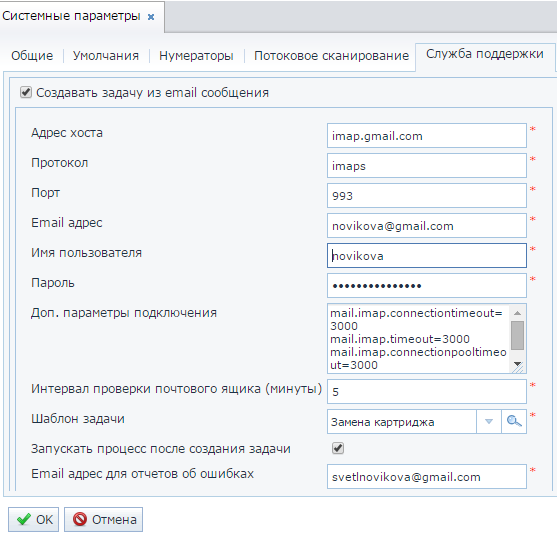 Системные параметры
Общие Умолчания Нумераторы Потоковое сканирование Служба поддержки
Создавать задачу из email сообщения
Адрес хоста imap.gmail.com *
Протокол imaps *
Порт 993 *
Email адрес novikova@gmail.com *
Имя пользователя novikova *
Пароль ••••••••••••••• *
Доп. параметры подключения mail.imap.connectiontimeout=
3000
mail.imap.timeout=3000
mail.imap.connectionpooltimeo
ut=3000
Интервал проверки почтового ящика (минуты) 5 *
Шаблон задачи Замена картриджа *
Запускать процесс после создания задачи
Email адрес для отчетов об ошибках svetlnovikova@gmail.com *
OK Отмена